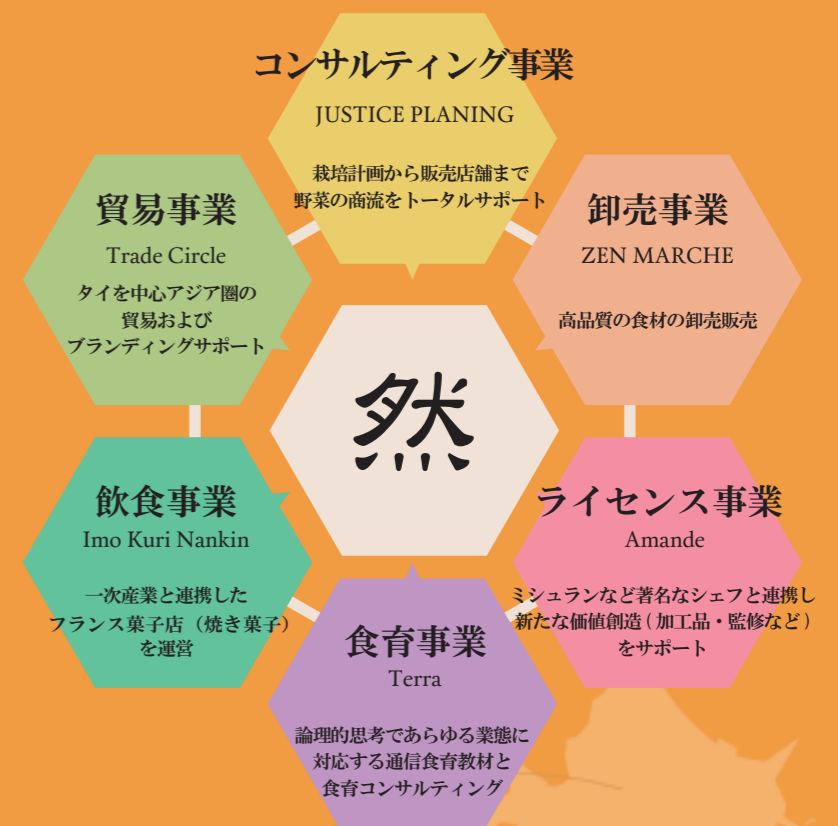 コンサルティング事業
JUSTICE PLANING
栽培計画から販売店舗まで
野菜の商流をトータルサポート
貿易事業
Trade Circle
タイを中心アジア圏の
貿易および
ブランディングサポート
卸売事業
ZEN MARCHE
高品質の食材の卸売販売
然
飲食事業
Imo Kuri Nankin
一次産業と連携した
フランス菓子店（焼き菓子）
を運営
ライセンス事業
Amande
ミシュランなど著名なシェフと連携し
新たな価値創造 ( 加工品・監修など )
をサポート
食育事業
Terra
論理的思考であらゆる業態に
対応する通信食育教材と
食育コンサルティング